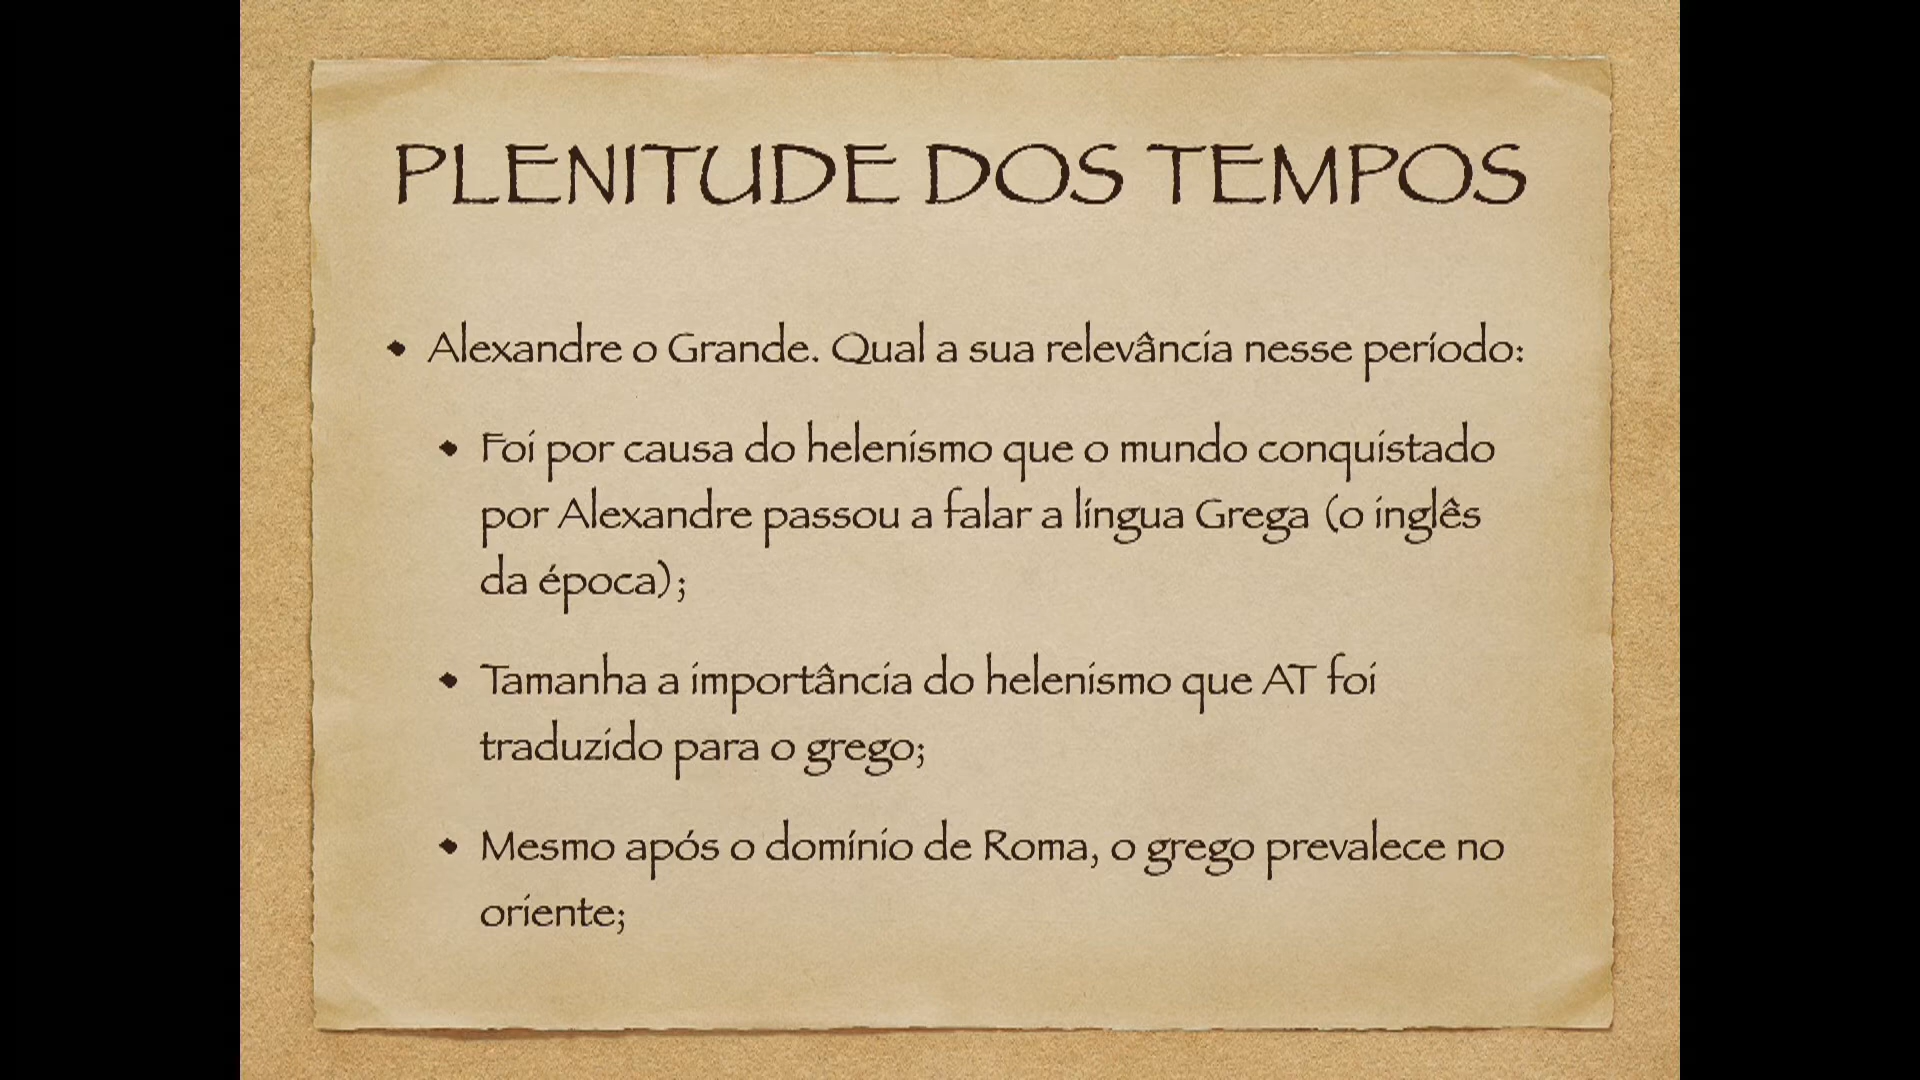 PLENITUDE DOS TEMPOS
• Alexandre o Grande. Qual a sua relevância nesse período:
• Foi por causa do helenismo que o mundo conquistado
por Alexandre passou a falar a língua Grega (o inglês
da época);
• Tamanha a importância do helenismo que AT foi
traduzido para o grego;
• Mesmo após o domínio de Roma, o grego prevalece no
oriente;